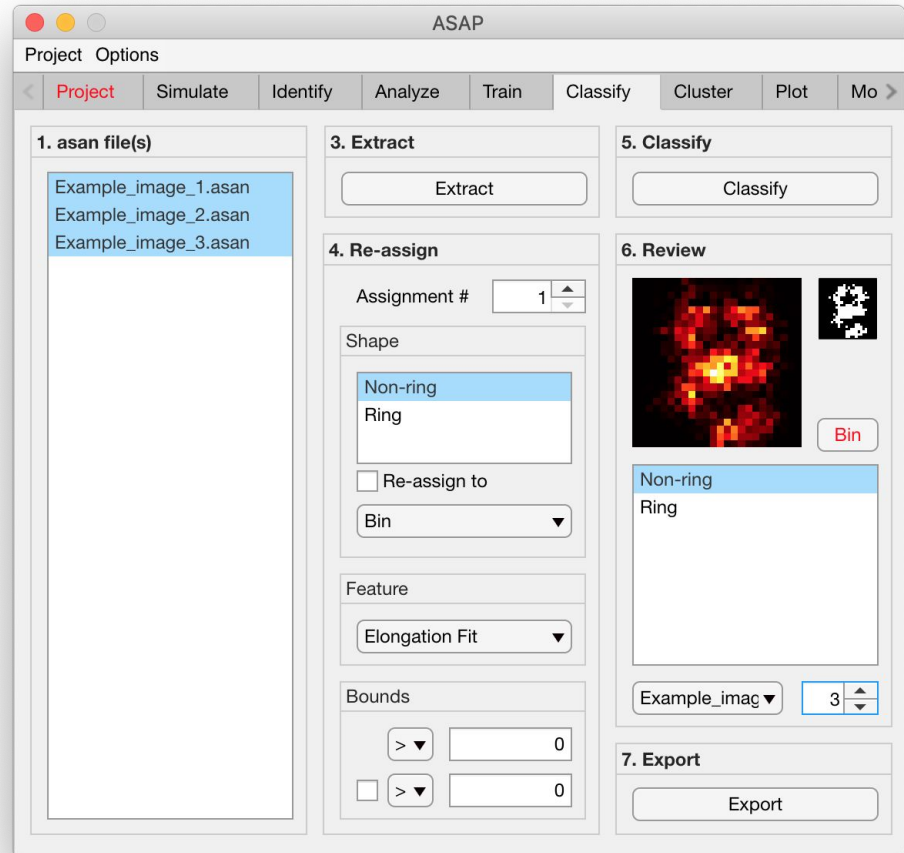 ASAP
Project Options
Project Simulate Identify Analyze Train Classify Cluster Plot Mo
1. asan file(s)
Example_image_1.asan
Example_image_2.asan
Example_image_3.asan
3. Extract
Extract
4. Re-assign
Assignment # 1
Shape
Non-ring
Ring
Re-assign to
Bin
Feature
Elongation Fit
Bounds
> 0
> 0
5. Classify
Classify
6. Review
Bin
Non-ring
Ring
Example_imag 3
7. Export
Export